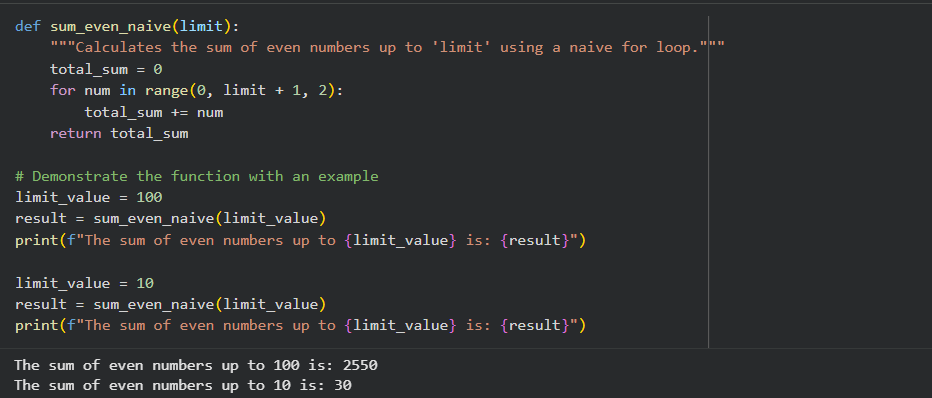 def sum_even_naive(limit):
    """Calculates the sum of even numbers up to 'limit' using a naive for loop."""
    total_sum = 0
    for num in range(0, limit + 1, 2):
        total_sum += num
    return total_sum

# Demonstrate the function with an example
limit_value = 100
result = sum_even_naive(limit_value)
print(f"The sum of even numbers up to {limit_value} is: {result}")

limit_value = 10
result = sum_even_naive(limit_value)
print(f"The sum of even numbers up to {limit_value} is: {result}")

The sum of even numbers up to 100 is: 2550
The sum of even numbers up to 10 is: 30